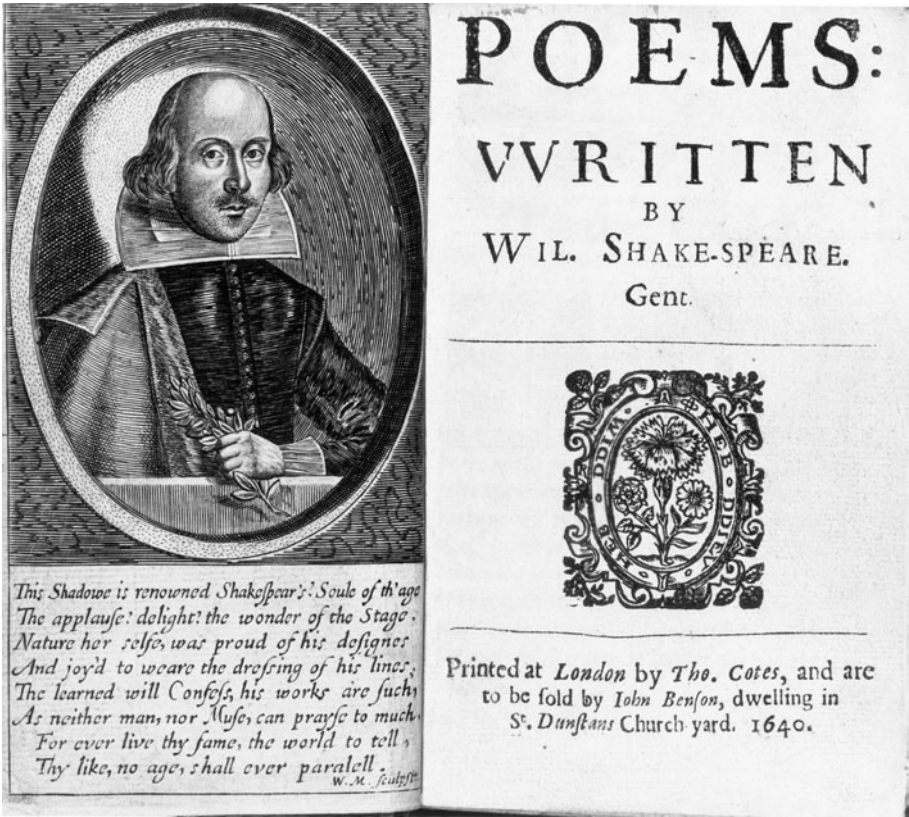 This Shadowe is renowned Shakeſpear's? Soule of th'age
The applauſe? delight? the wonder of the Stage.
Nature her ſelfe, was proud of his deſignes
And joy'd to weare the dreſſing of his lines;
The learned will Confeſs, his works are ſuch,
As neither man, nor Muſe, can prayſe to much.
For ever live thy fame, the world to tell,
Thy like, no age, ſhall ever paralell.
W.M. ſculpſit
POEMS:
VVRITTEN
BY
WIL. SHAKE-SPEARE.
Gent.
HEB DDIEV HEB DDIM
Printed at London by Tho. Cotes, and are
to be ſold by Iohn Benſon, dwelling in
St. Dunſtans Church-yard. 1640.